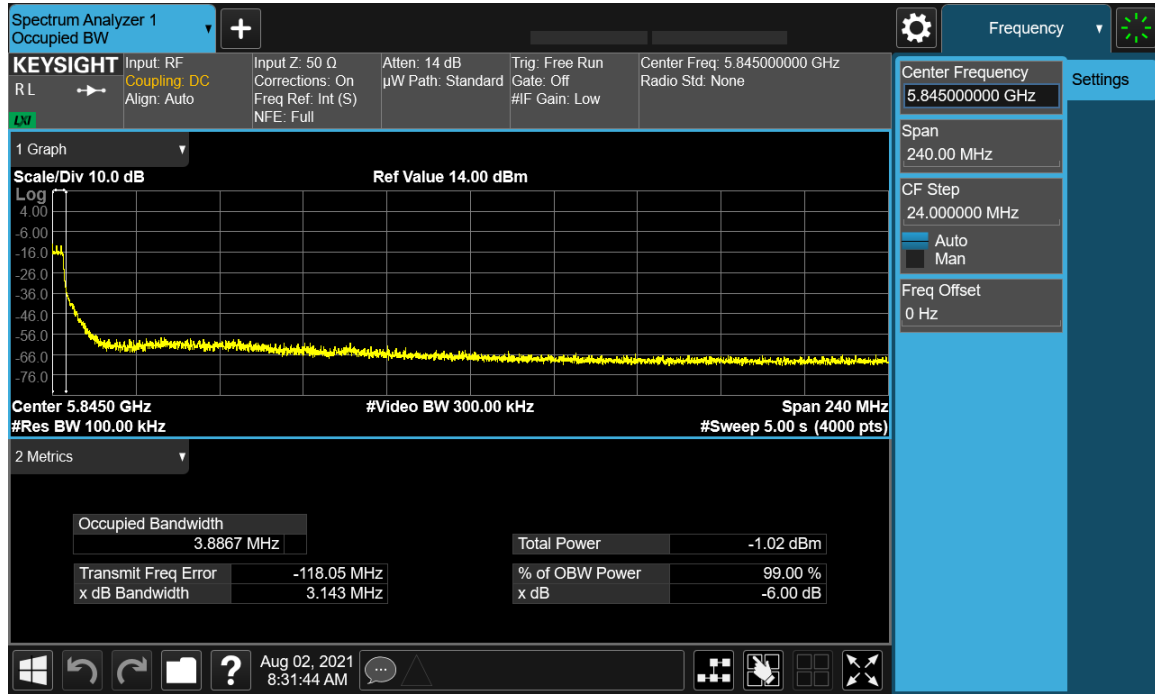 Spectrum Analyzer 1
Occupied BW
+
Frequency
KEYSIGHT
R L
LXI
Input: RF
Coupling: DC
Align: Auto
Input Z: 50 Ω
Corrections: On
Freq Ref: Int (S)
NFE: Full
Atten: 14 dB
µW Path: Standard
Trig: Free Run
Gate: Off
#IF Gain: Low
Center Freq: 5.845000000 GHz
Radio Std: None
Center Frequency
5.845000000 GHz
Settings
Span
240.00 MHz
CF Step
24.000000 MHz
Auto
Man
Freq Offset
0 Hz
1 Graph
Scale/Div 10.0 dB
Ref Value 14.00 dBm
Log
4.00
-6.00
-16.0
-26.0
-36.0
-46.0
-56.0
-66.0
-76.0
Center 5.8450 GHz
#Video BW 300.00 kHz
Span 240 MHz
#Res BW 100.00 kHz
#Sweep 5.00 s (4000 pts)
2 Metrics
Occupied Bandwidth
3.8867 MHz
Total Power -1.02 dBm
Transmit Freq Error -118.05 MHz
% of OBW Power 99.00 %
x dB Bandwidth 3.143 MHz
x dB -6.00 dB
?
Aug 02, 2021
8:31:44 AM